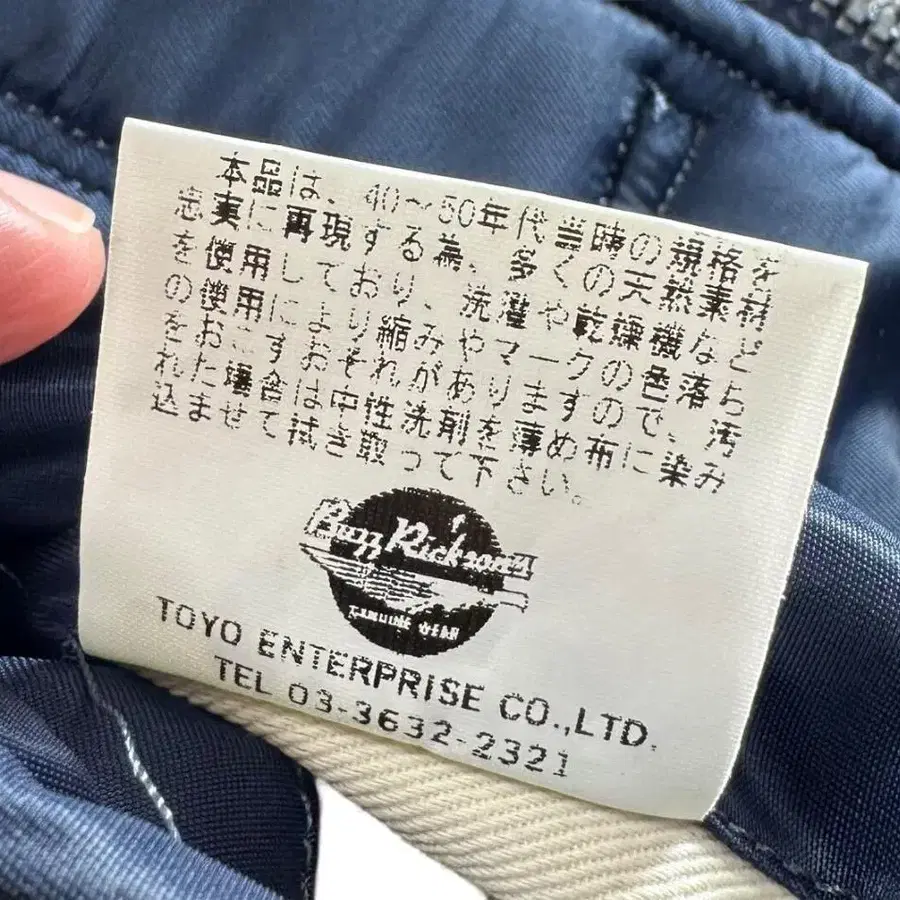 本品は、40～50年代当時の規格を
忠実に再現する為、多くの天然素材
を使用しており、洗濯や乾燥機など
の使用により縮みやマークの色落ち
をおこすおそれがありますので、汚
れた場合は中性洗剤を薄め布に染み
込ませて拭き取って下さい。
Buzz Rickson's
GENUINE WEAR
TOYO ENTERPRISE CO.,LTD.
TEL 03-3632-2321